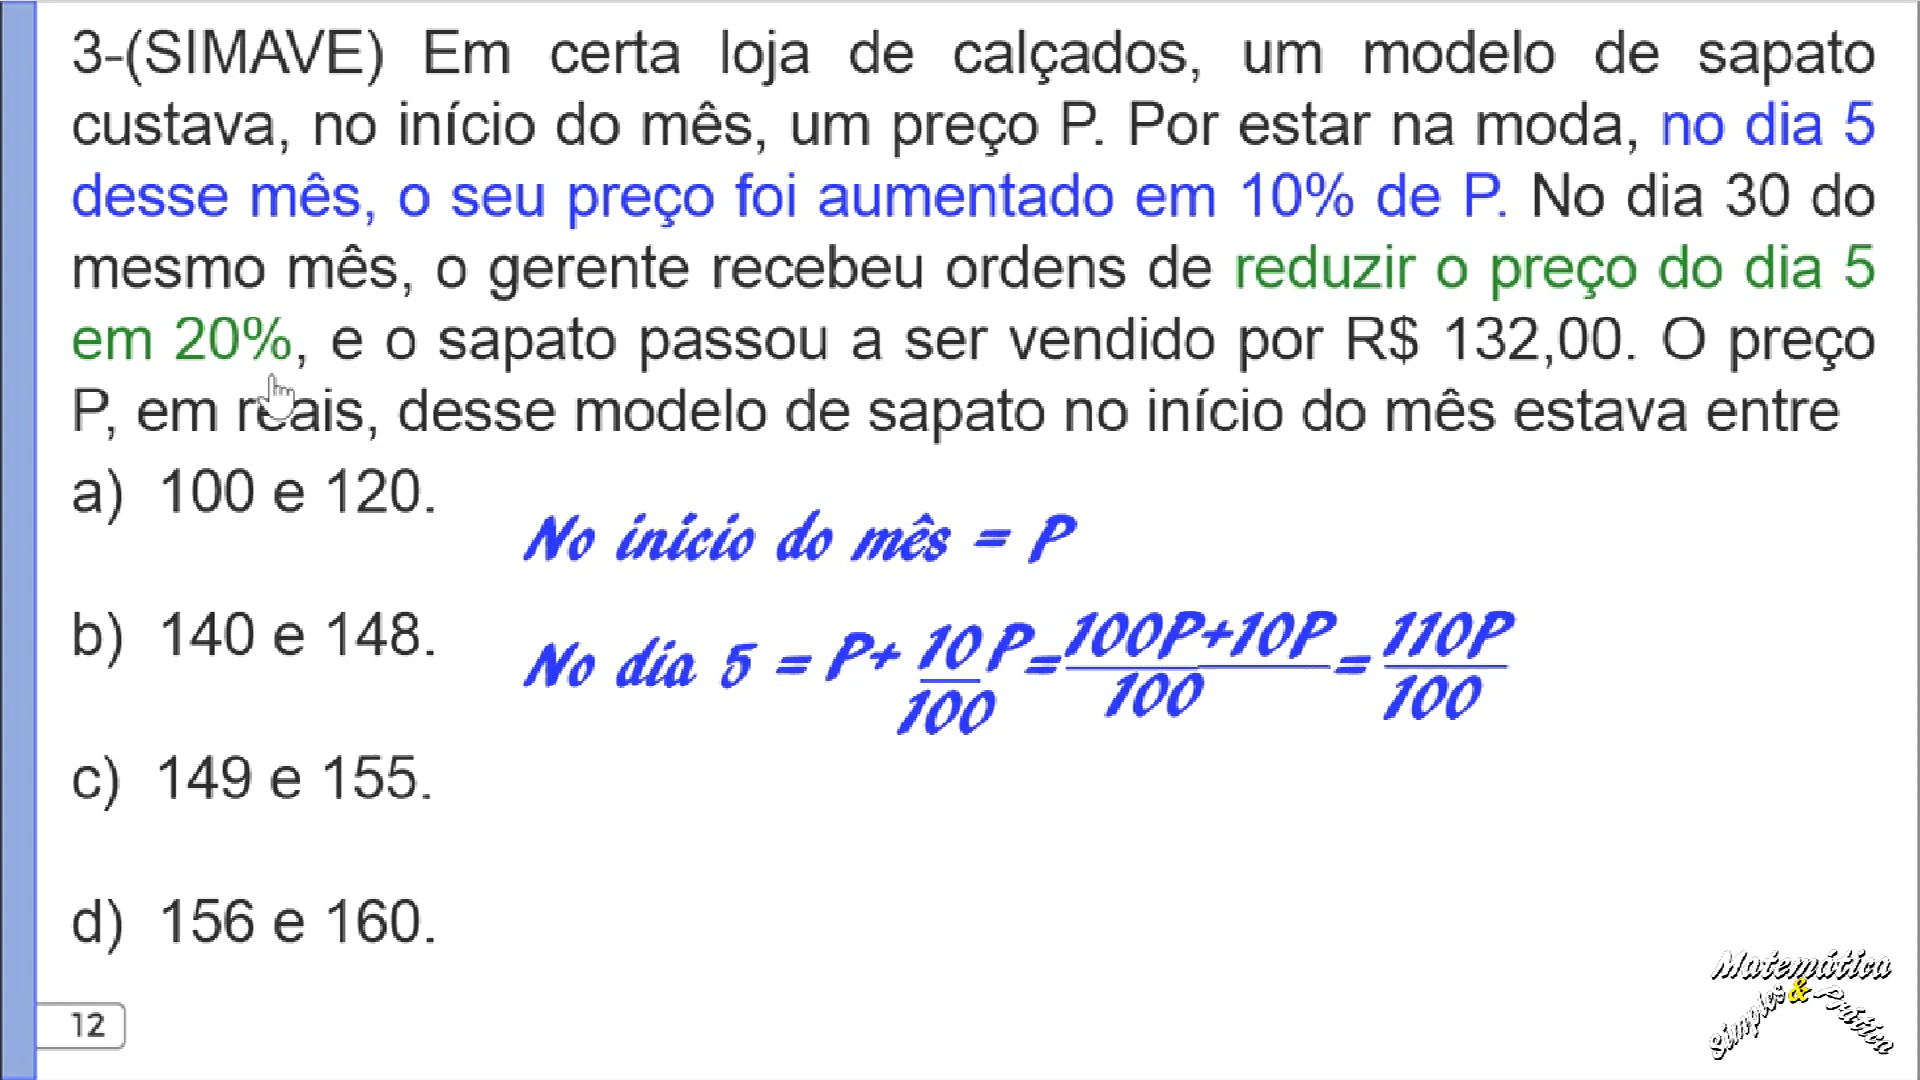 3-(SIMAVE) Em certa loja de calçados, um modelo de sapato
custava, no início do mês, um preço P. Por estar na moda, no dia 5
desse mês, o seu preço foi aumentado em 10% de P. No dia 30 do
mesmo mês, o gerente recebeu ordens de reduzir o preço do dia 5
em 20%, e o sapato passou a ser vendido por R$ 132,00. O preço
P, em reais, desse modelo de sapato no início do mês estava entre
a) 100 e 120.
No início do mês = P
b) 140 e 148.
No dia 5 = P+ 10/100 P = 100P+10P/100 = 110P/100
c) 149 e 155.
d) 156 e 160.
12
Matemática
Simples & Prática